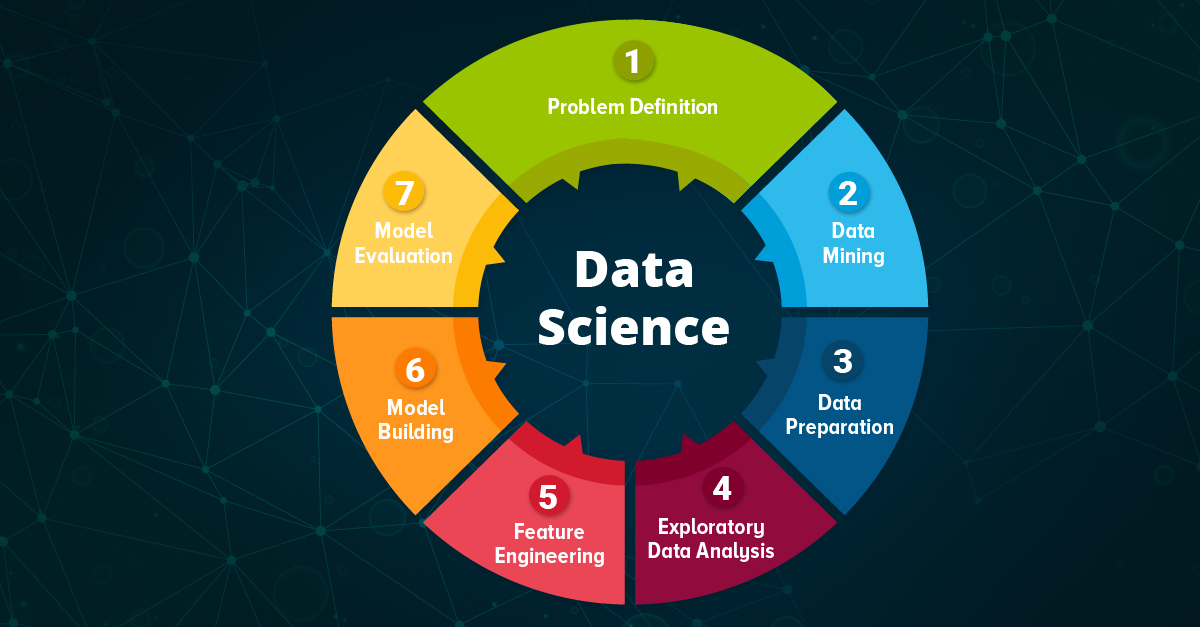 Data
Science
1
Problem Definition
2
Data
Mining
3
Data
Preparation
4
Exploratory
Data Analysis
5
Feature
Engineering
6
Model
Building
7
Model
Evaluation